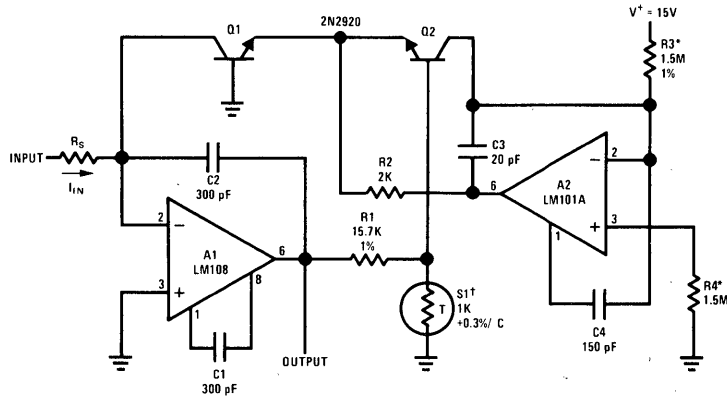 Q1
2N2920
Q2
V+ = 15V
R3*
1.5M
1%
INPUT
RS
IIN
C2
300 pF
C3
20 pF
R2
2K
R1
15.7K
1%
2
3
6
8
1
A1
LM108
C1
300 pF
OUTPUT
T
S1†
1K
+0.3%/ C
6
A2
LM101A
2
3
1
C4
150 pF
R4*
1.5M